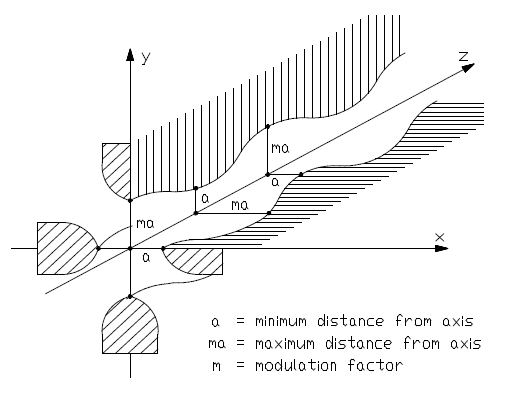 y
z
ma
a
a
ma
ma
x
a
a = minimum distance from axis
ma = maximum distance from axis
m = modulation factor